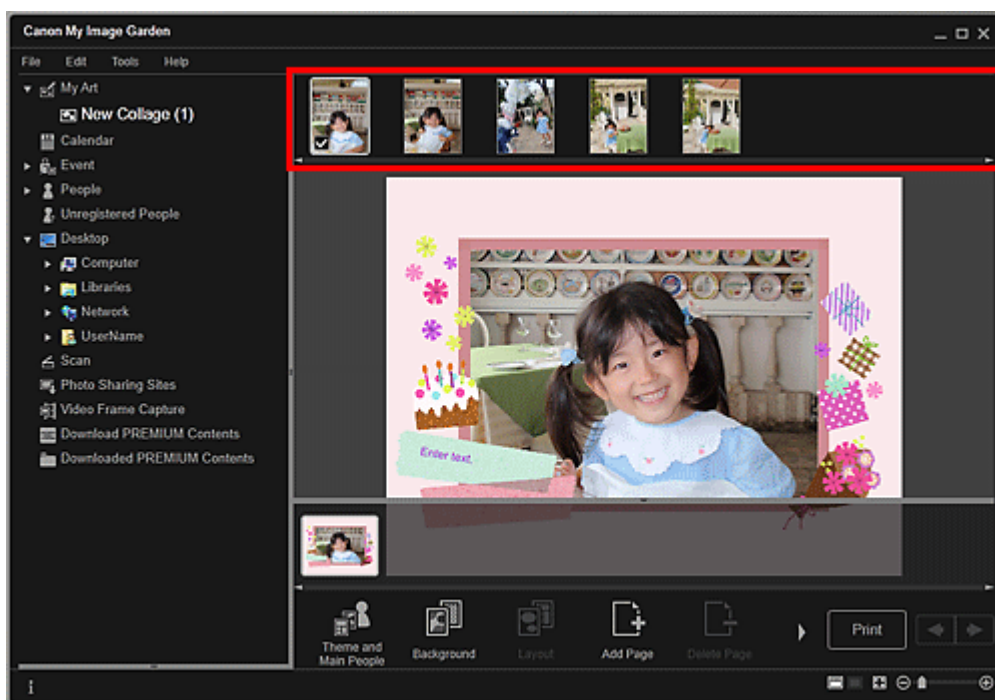 Canon My Image Garden
File Edit Tools Help
My Art
New Collage (1)
Calendar
Event
People
Unregistered People
Desktop
Computer
Libraries
Network
UserName
Scan
Photo Sharing Sites
Video Frame Capture
Download PREMIUM Contents
Downloaded PREMIUM Contents
Enter text.
Theme and
Main People
Background
Layout
Add Page
Delete Page
Print